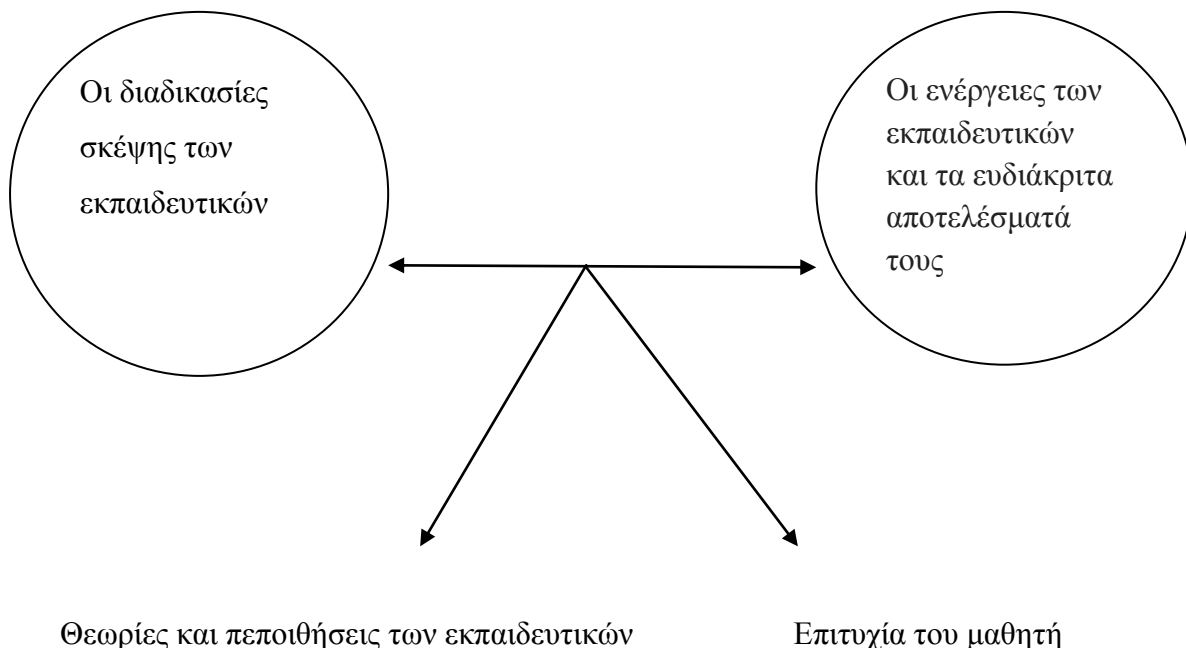 Οι διαδικασίες
σκέψης των
εκπαιδευτικών
Οι ενέργειες των
εκπαιδευτικών
και τα ευδιάκριτα
αποτελέσματά
τους
Θεωρίες και πεποιθήσεις των εκπαιδευτικών
Επιτυχία του μαθητή